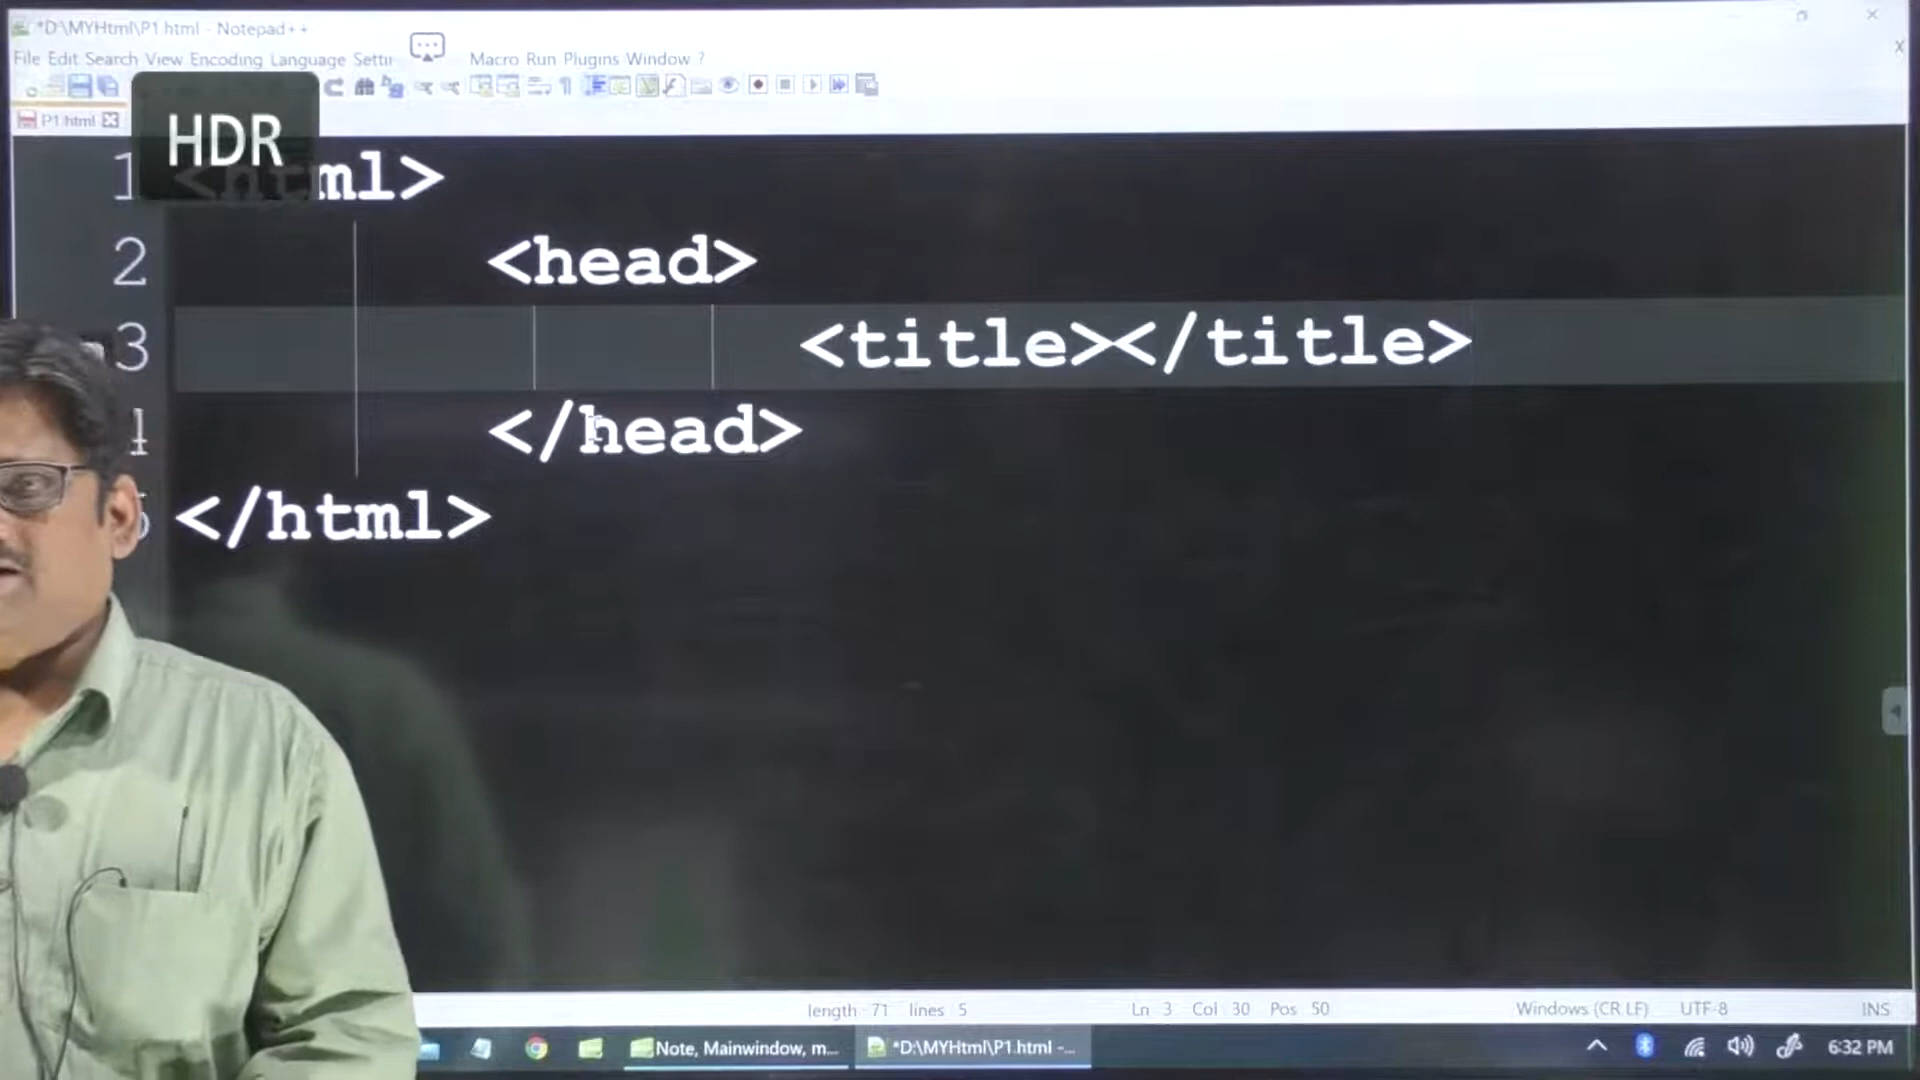 *D:\MYHtml\P1.html - Notepad++
File Edit Search View Encoding Language Macro Run Plugins Window ?
P1.html
HDR
1 <html>
2 <head>
3 <title></title>
4 </head>
</html>
length 71 lines 5 Ln 3 Col 30 Pos 50 Windows (CR LF) UTF-8 INS
Note, Mainwindow, m... *D:\MYHtml\P1.html -... 6:32 PM